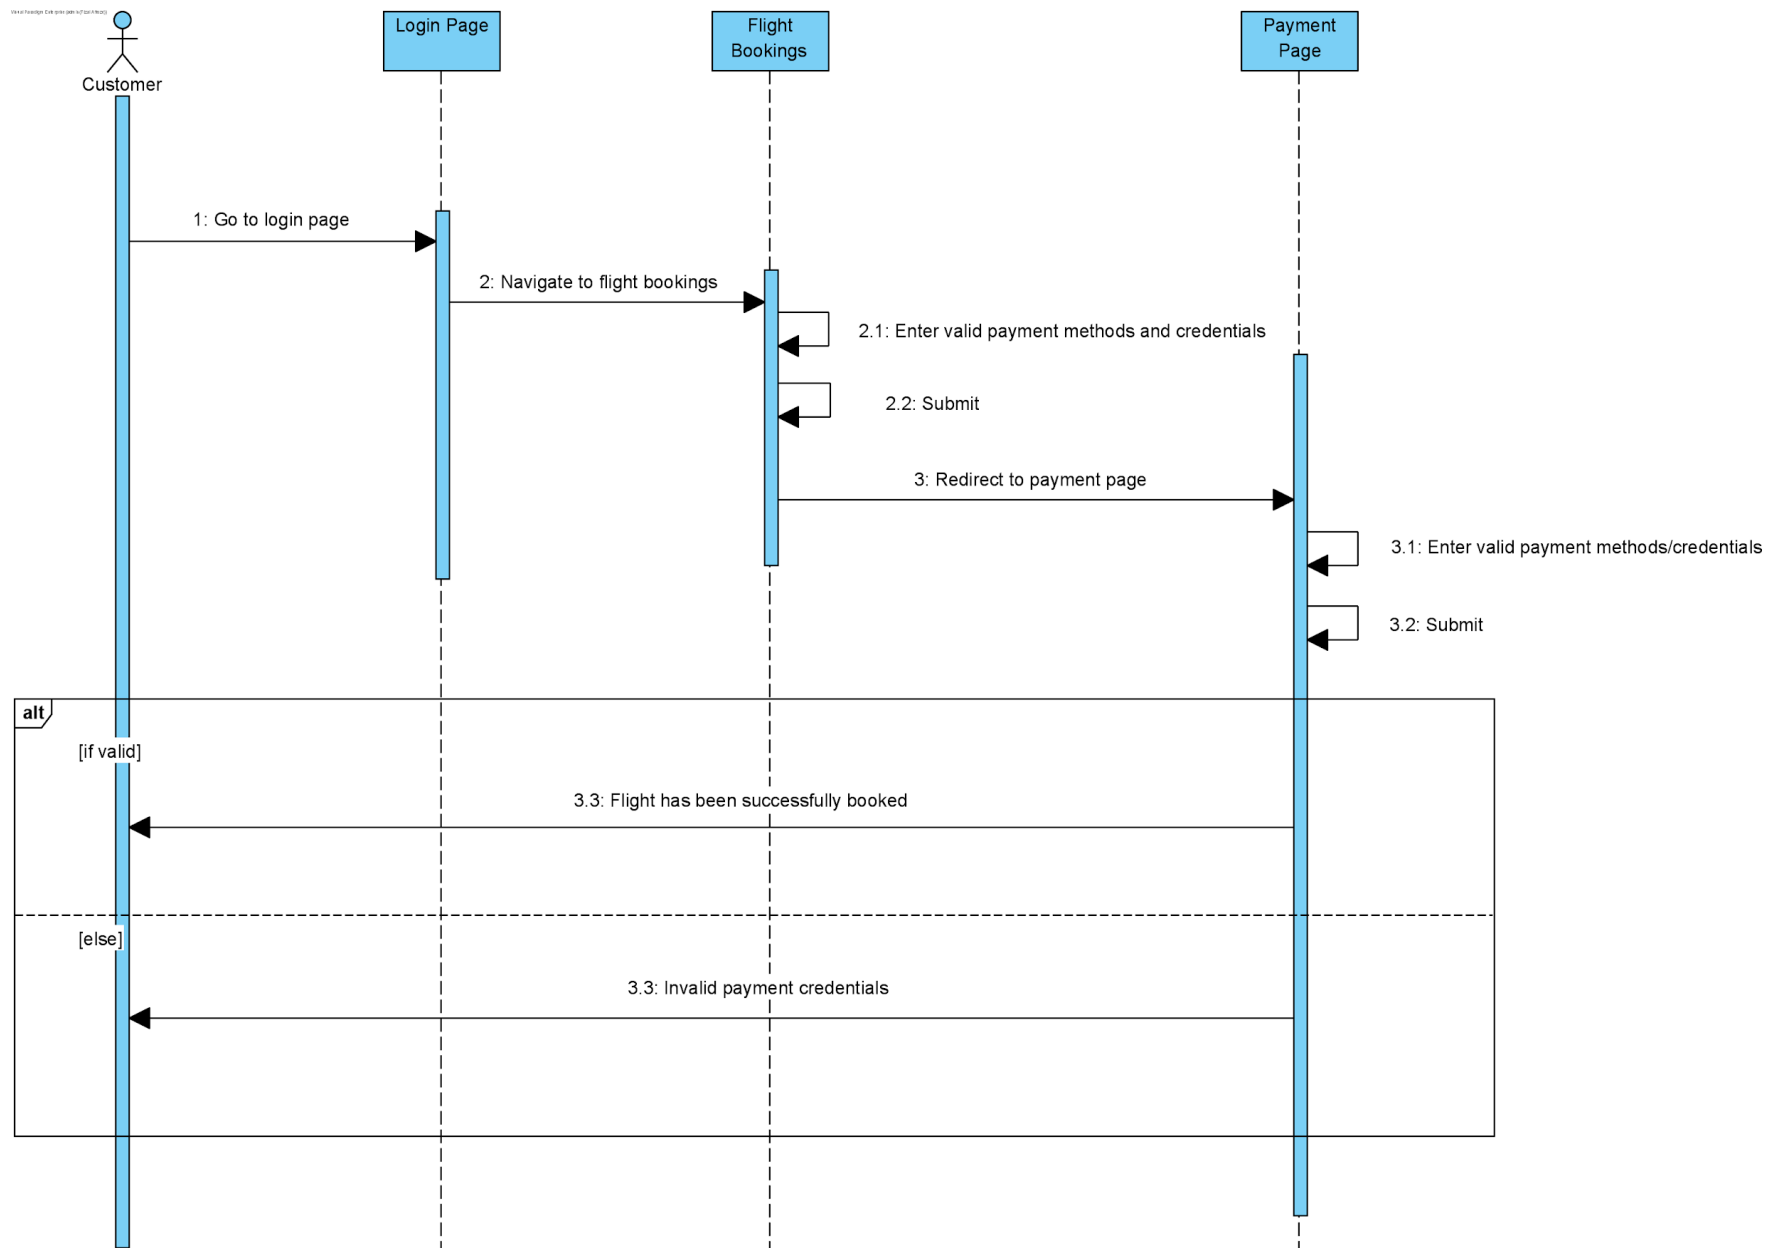 Customer
Login Page
Flight
Bookings
Payment
Page
1: Go to login page
2: Navigate to flight bookings
2.1: Enter valid payment methods and credentials
2.2: Submit
3: Redirect to payment page
3.1: Enter valid payment methods/credentials
3.2: Submit
alt
[if valid]
3.3: Flight has been successfully booked
[else]
3.3: Invalid payment credentials